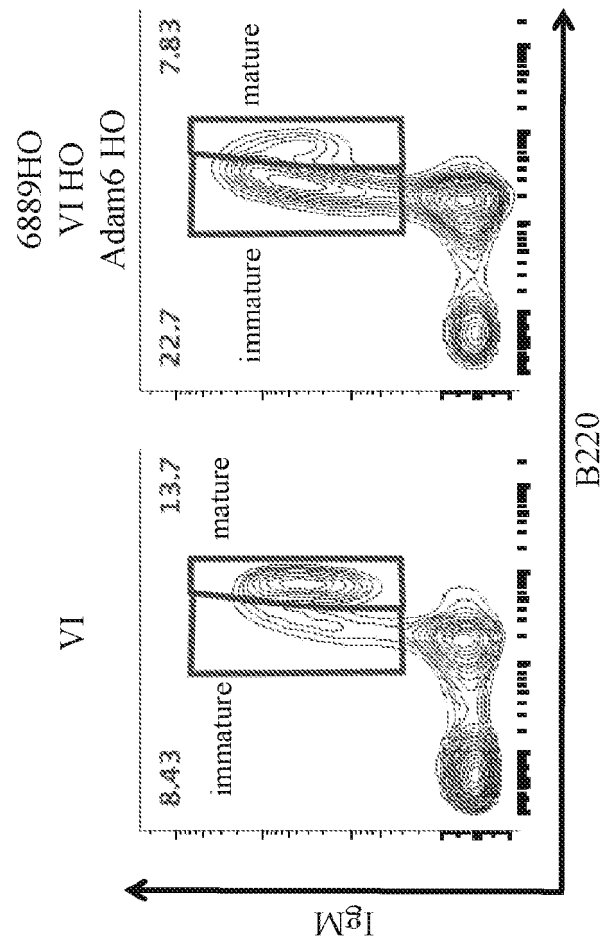 VI
8.43
13.7
immature
mature
6889HO
VI HO
Adam6 HO
22.7
7.83
immature
mature
IgM
B220